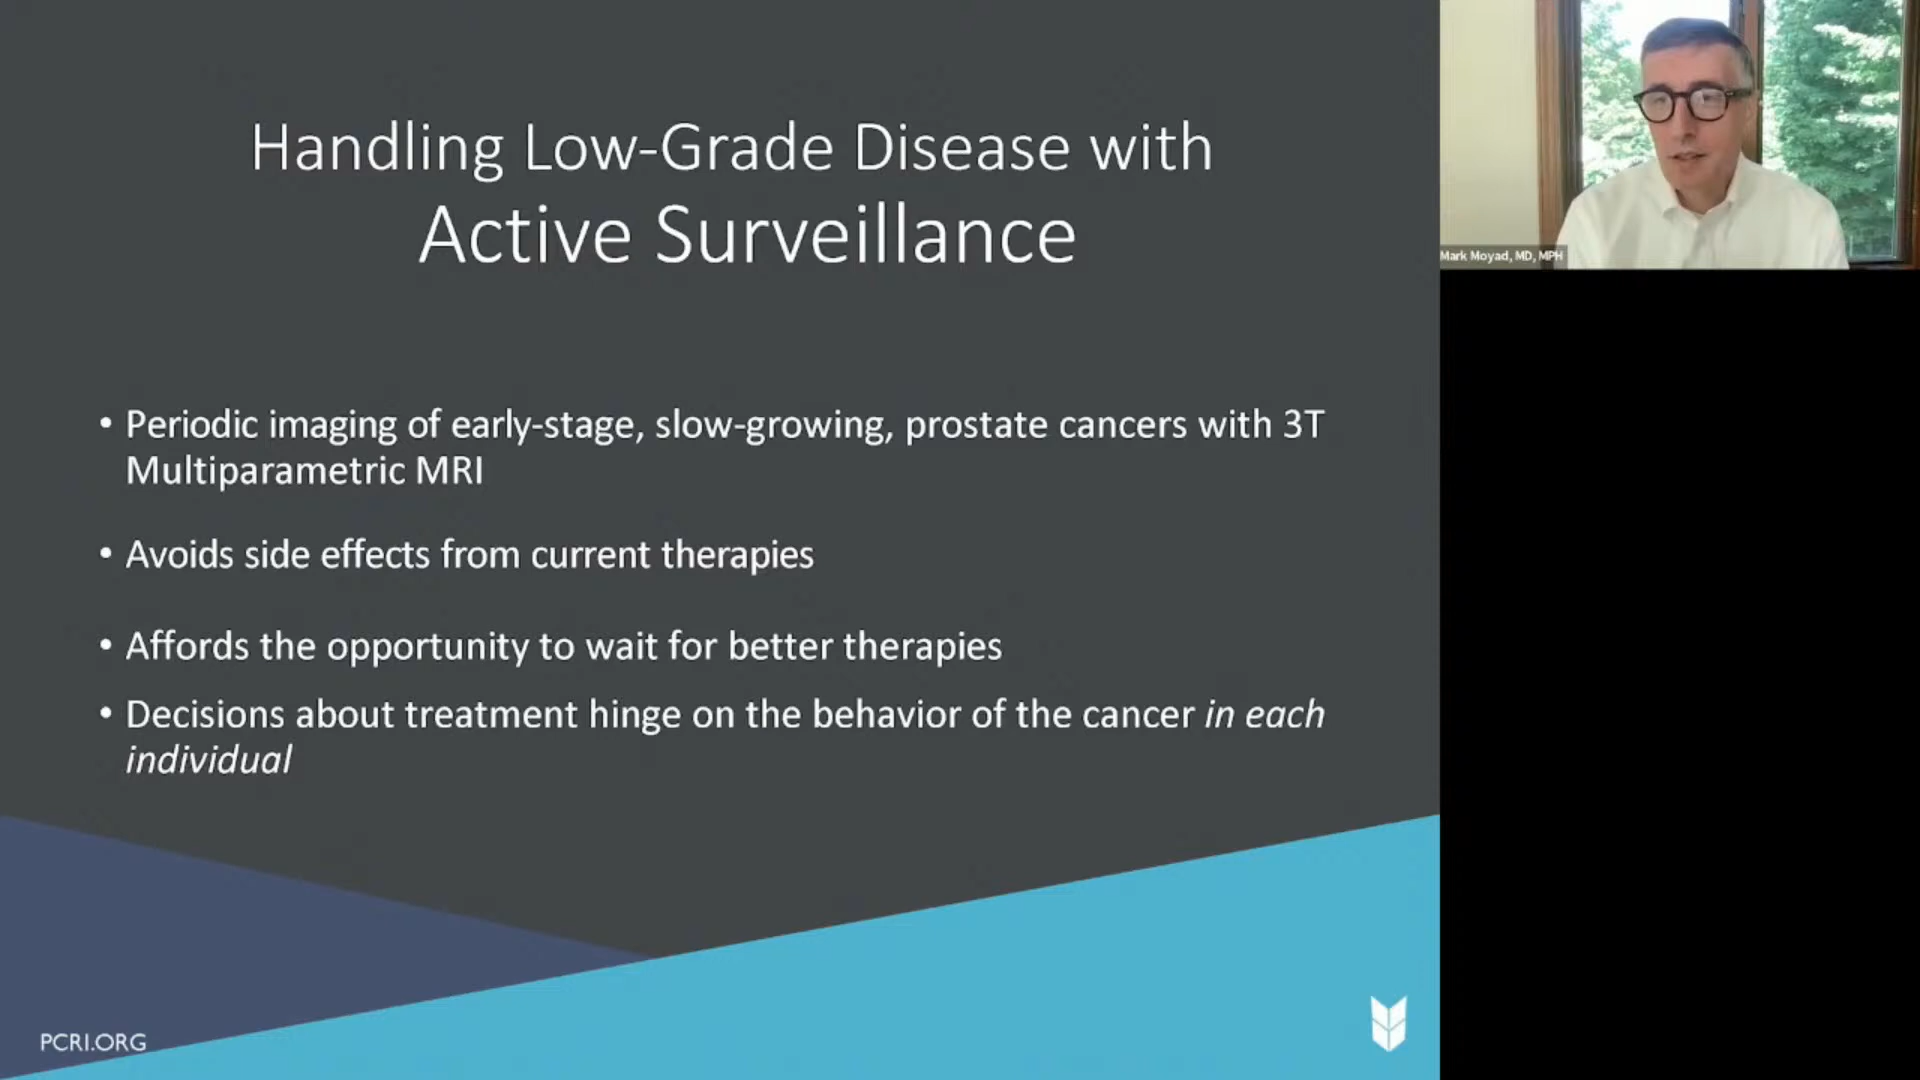 Handling Low-Grade Disease with
Active Surveillance
• Periodic imaging of early-stage, slow-growing, prostate cancers with 3T
Multiparametric MRI
• Avoids side effects from current therapies
• Affords the opportunity to wait for better therapies
• Decisions about treatment hinge on the behavior of the cancer in each
individual
PCRI.ORG
Mark Moyad, MD, MPH